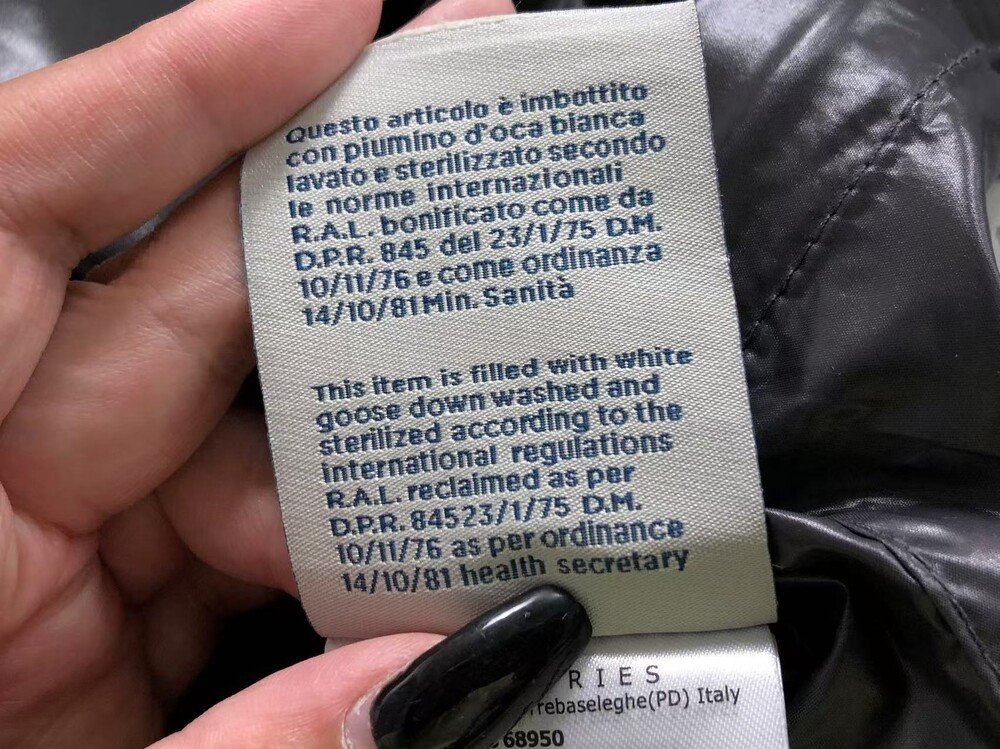 Questo articolo è imbottito
con piumino d'oca bianca
lavato e sterilizzato secondo
le norme internazionali
R.A.L. bonificato come da
D.P.R. 845 del 23/1/75 D.M.
10/11/76 e come ordinanza
14/10/81Min. Sanità
This item is filled with white
goose down washed and
sterilized according to the
international regulations
R.A.L. reclaimed as per
D.P.R. 84523/1/75 D.M.
10/11/76 as per ordinance
14/10/81 health secretary
RIES
rebaseleghe(PD) Italy
68950